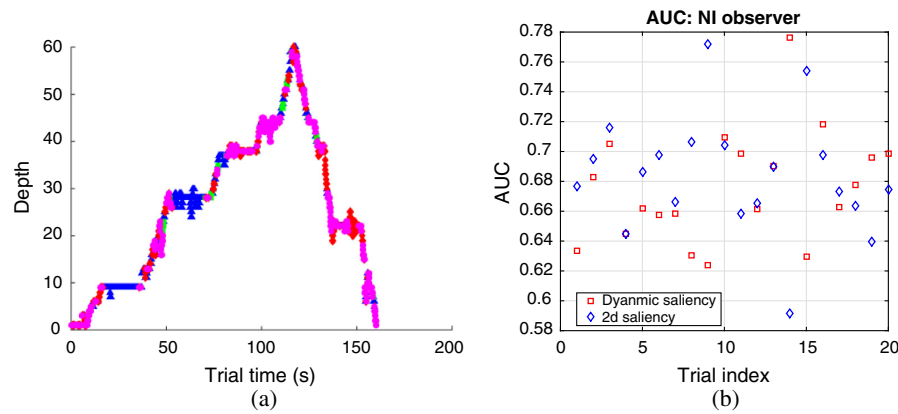 60
50
40
30
20
10
0
Depth
0 50 100 150 200
Trial time (s)
(a)
AUC: NI observer
0.78
0.76
0.74
0.72
0.7
0.68
0.66
0.64
0.62
0.6
0.58
AUC
Dyanmic saliency
2d saliency
0 5 10 15 20
Trial index
(b)